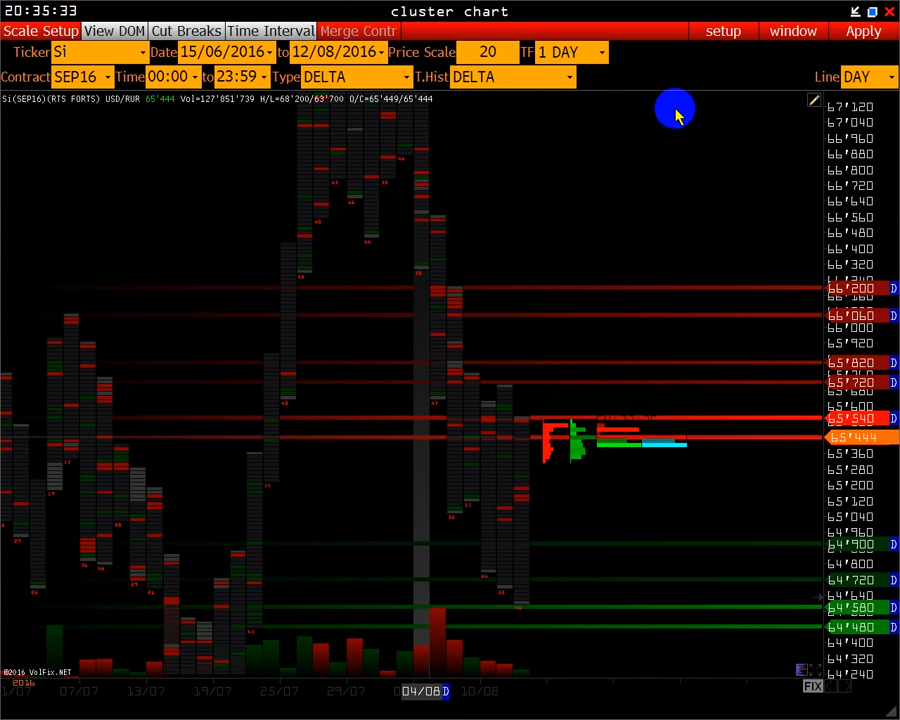 20:35:33 cluster chart
Scale Setup View DOM Cut Breaks Time Interval Merge Contr setup window Apply
Ticker Si Date 15/06/2016 to 12/08/2016 Price Scale 20 TF 1 DAY
Contract SEP16 Time 00:00 to 23:59 Type DELTA T.Hist DELTA Line DAY
Si(SEP16)(RTS FORTS) USD/RUR 65'444 Vol=127'851'739 H/L=68'200/63'700 O/C=65'449/65'444
67'120
67'040
66'960
66'880
66'800
66'720
66'640
66'560
66'480
66'400
66'320
66'200 D
66'060 D
66'000
65'920
65'820 D
65'720 D
65'680
65'600
65'540 D
65'444
65'360
65'280
65'200
65'120
65'040
64'960
64'900 D
64'800
64'720 D
64'640
64'580 D
64'480 D
64'400
64'320
64'240
©2016 VolFix.NET
2016
1/07 07/07 13/07 19/07 25/07 29/07 04/08 D 10/08
FIX